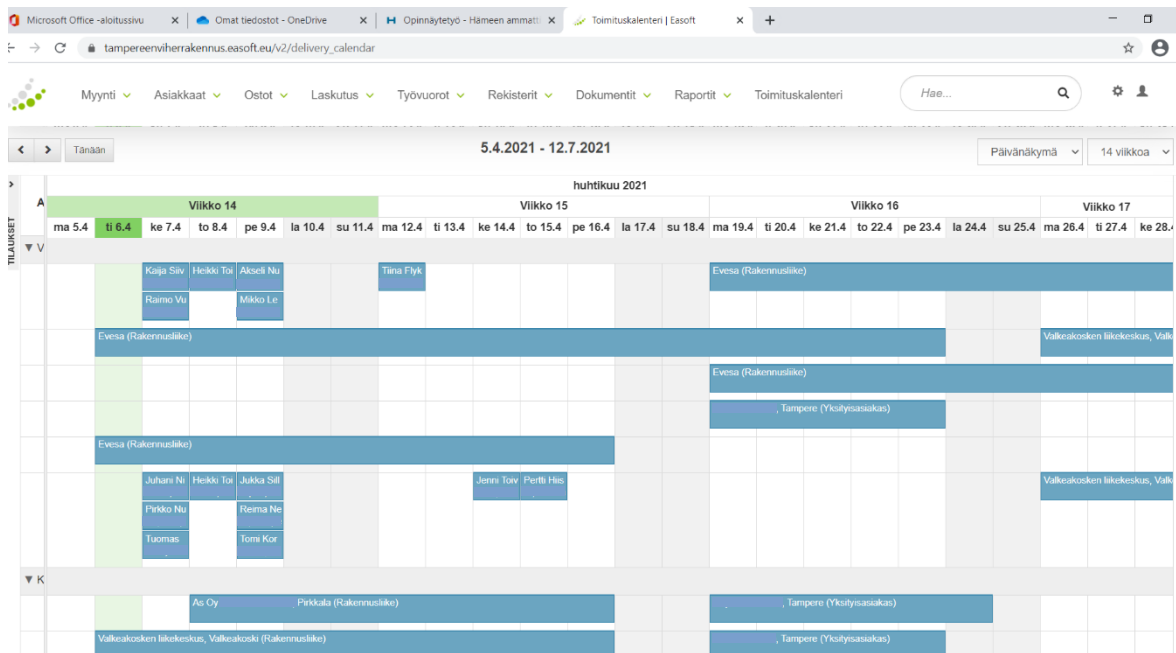 Microsoft Office -aloitussivu
Omat tiedostot - OneDrive
Opinnäytetyö - Hämeen ammatti
Toimituskalenteri | Easoft
tampereenviherrakennus.easoft.eu/v2/delivery_calendar
Myynti Asiakkaat Ostot Laskutus Työvuorot Rekisterit Dokumentit Raportit Toimituskalenteri Hae...
Tänään 5.4.2021 - 12.7.2021 Päivänäkymä 14 viikkoa
TILAUKSET
huhtikuu 2021
A Viikko 14 Viikko 15 Viikko 16 Viikko 17
ma 5.4 ti 6.4 ke 7.4 to 8.4 pe 9.4 la 10.4 su 11.4 ma 12.4 ti 13.4 ke 14.4 to 15.4 pe 16.4 la 17.4 su 18.4 ma 19.4 ti 20.4 ke 21.4 to 22.4 pe 23.4 la 24.4 su 25.4 ma 26.4 ti 27.4 ke 28.4
V
Kaija Siiv Heikki Toi Akseli Nu Tiina Flyk Evesa (Rakennusliike)
Raimo Vu Mikko Le
Evesa (Rakennusliike) Valkeakosken liikekeskus, Valk
Evesa (Rakennusliike)
, Tampere (Yksityisasiakas)
Evesa (Rakennusliike)
Juhani Ni Heikki Toi Jukka Sill Jenni Toiv Pertti Hiis Valkeakosken liikekeskus, Valk
Pirkko Nu Reima Ne
Tuomas Tomi Kor
K
As Oy , Pirkkala (Rakennusliike) , Tampere (Yksityisasiakas)
Valkeakosken liikekeskus, Valkeakoski (Rakennusliike) , Tampere (Yksityisasiakas)